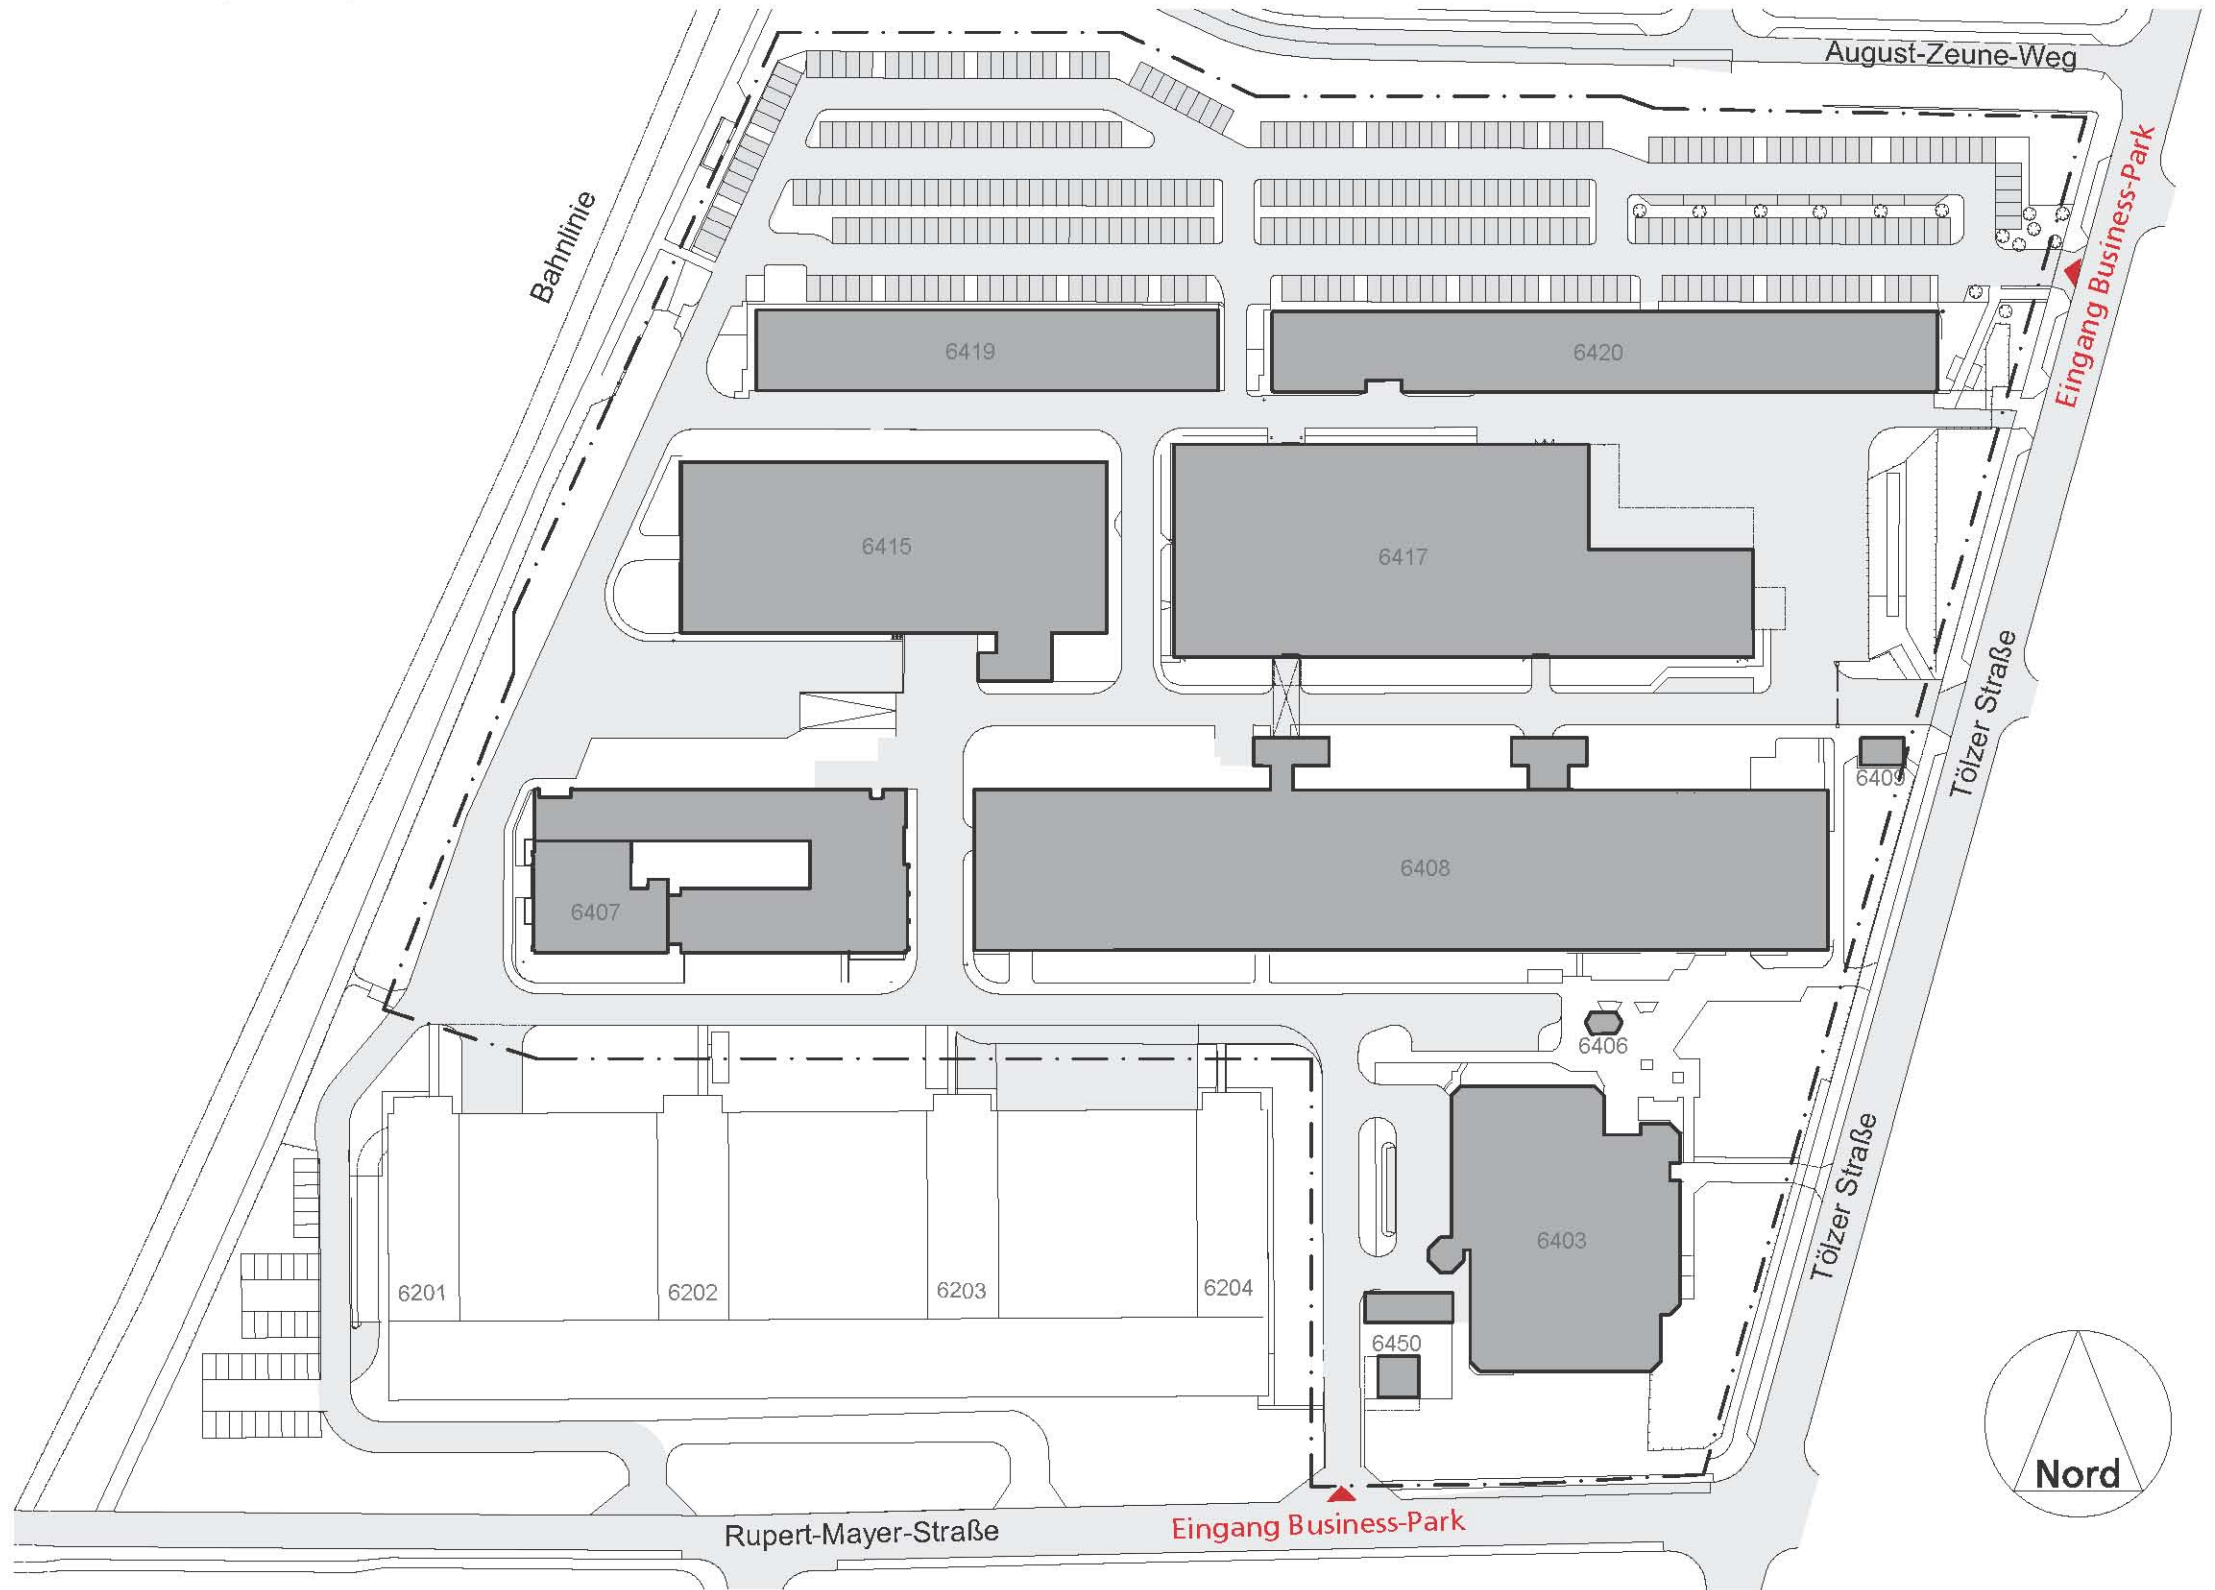 August-Zeune-Weg
Eingang Business-Park
Bahnlinie
6419
6420
6415
6417
Tölzer Straße
6409
6408
6407
6406
Tölzer Straße
6403
6201
6202
6203
6204
6450
Nord
Eingang Business-Park
Rupert-Mayer-Straße